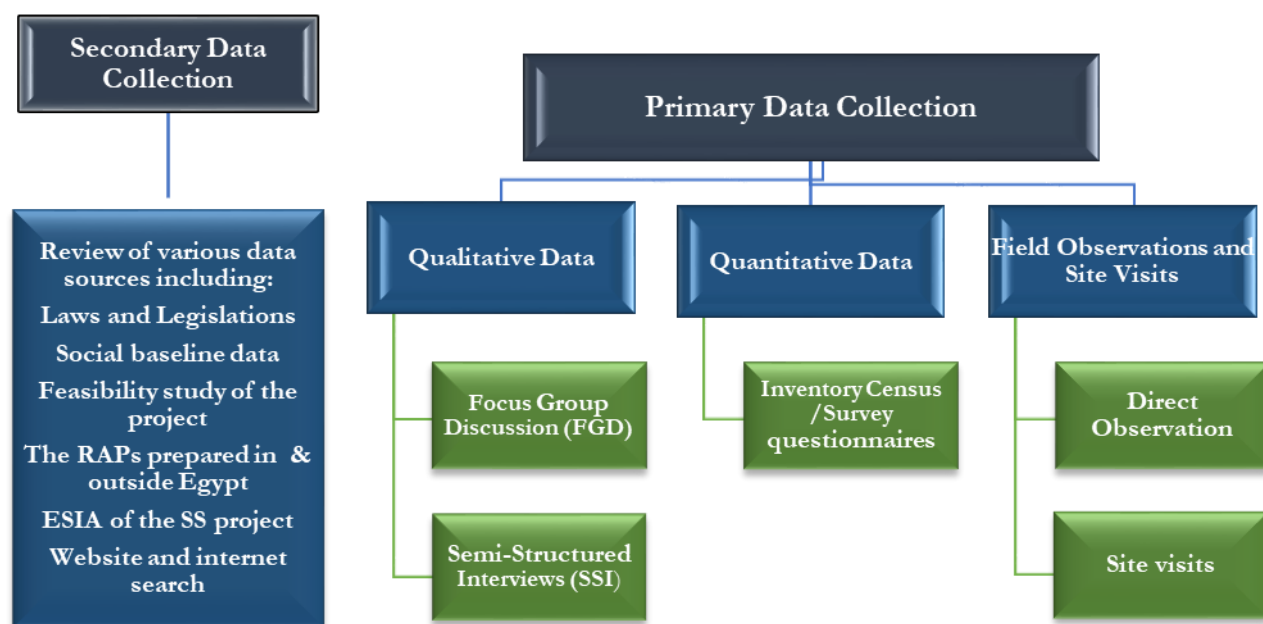 Secondary Data
Collection
Review of various data
sources including:
Laws and Legislations
Social baseline data
Feasibility study of the
project
The RAPs prepared in & 
outside Egypt
ESIA of the SS project
Website and internet
search
Primary Data Collection
Qualitative Data
Focus Group
Discussion (FGD)
Semi-Structured
Interviews (SSI)
Quantitative Data
Inventory Census
/Survey
questionnaires
Field Observations and
Site Visits
Direct
Observation
Site visits